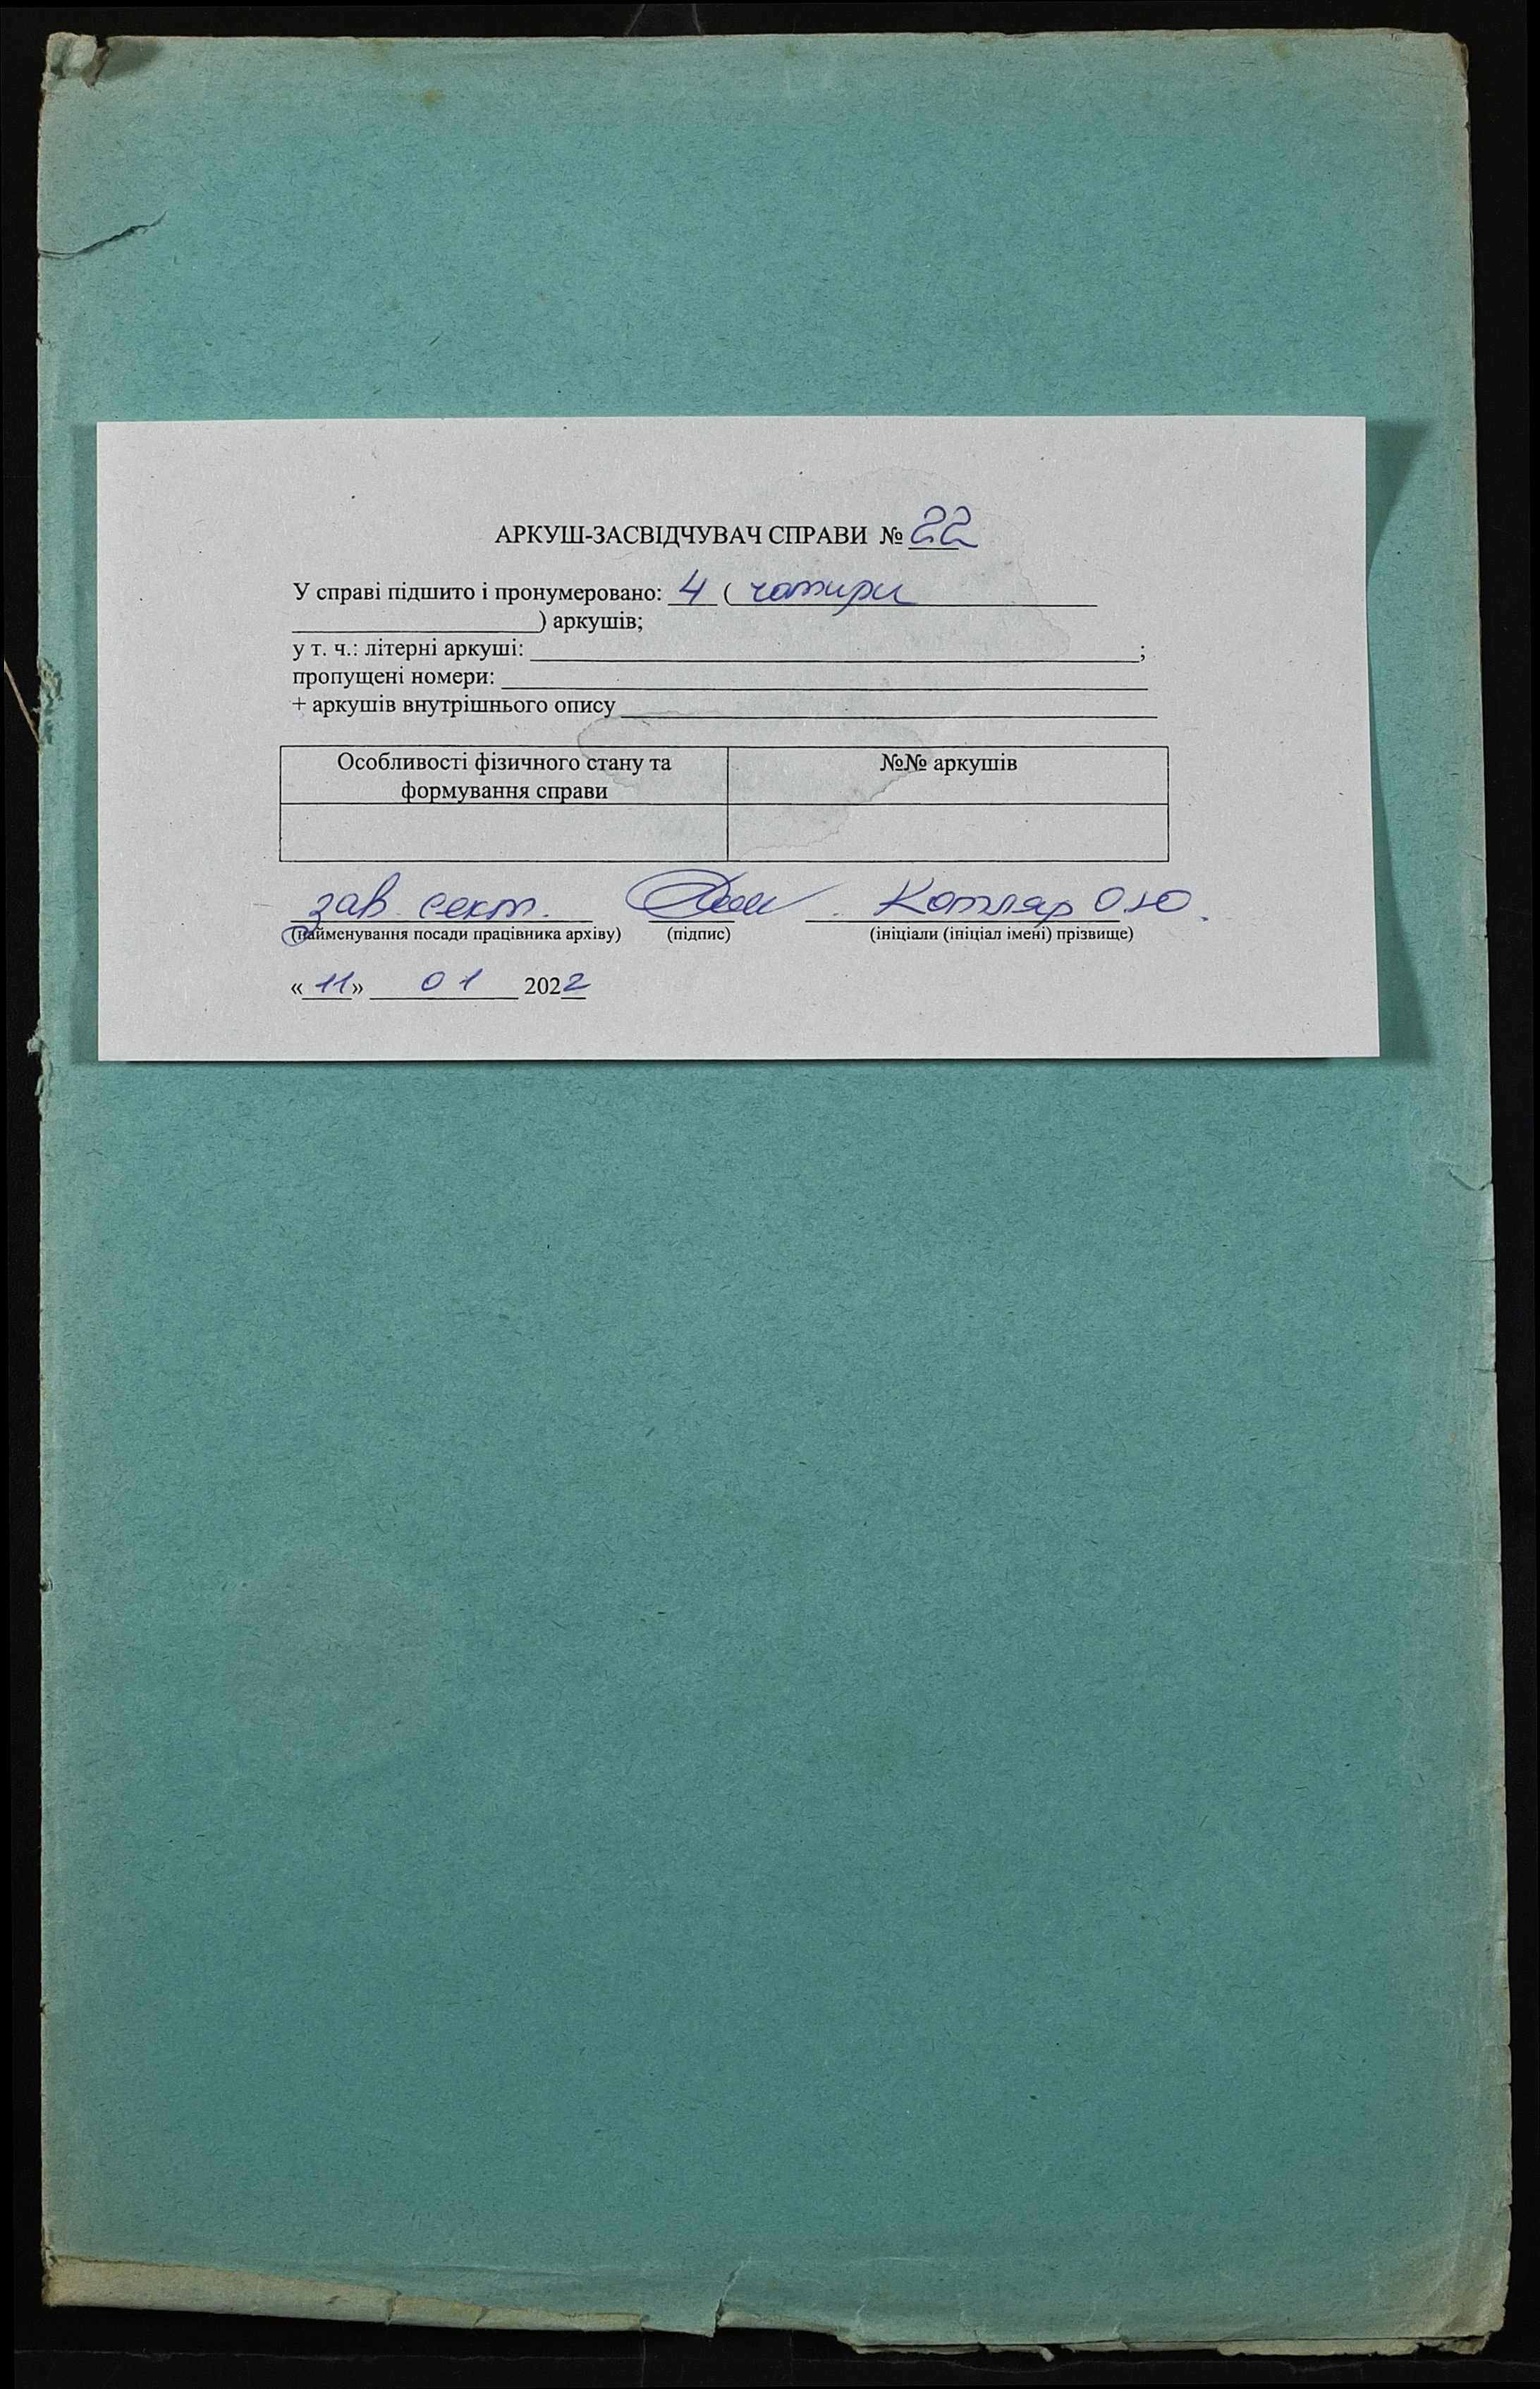 АРКУШ-ЗАСВІДЧУВАЧ СПРАВИ № 22
У справі підшито і пронумеровано: 4 ( чотири
) аркушів;
у т. ч.: літерні аркуші: ;
пропущені номери:
+ аркушів внутрішнього опису
Особливості фізичного стану та №№ аркушів
формування справи
зав. сект. Котляр О.Ю.
(найменування посади працівника архіву) (підпис) (ініціали (ініціал імені) прізвище)
«11» 01 2022